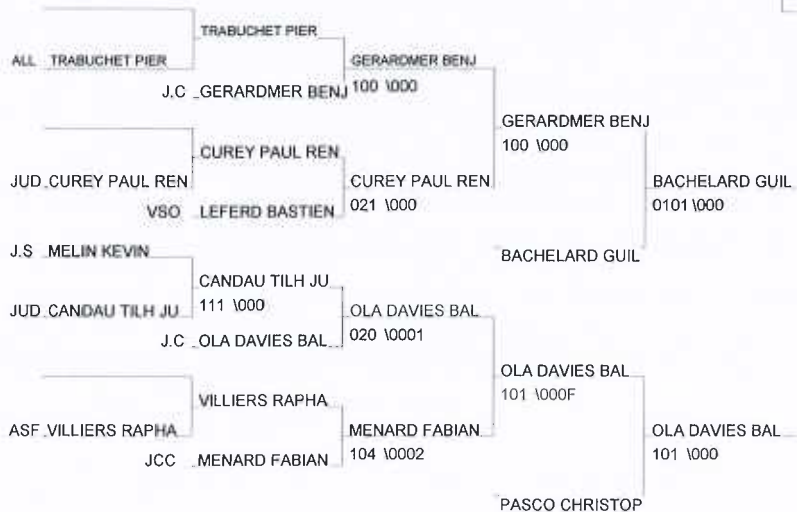 TRABUCHET PIER
ALL TRABUCHET PIER
GERARDMER BENJ
J.C GERARDMER BENJ
100 \000
GERARDMER BENJ
100 \000
CUREY PAUL REN
JUD CUREY PAUL REN
CUREY PAUL REN
021 \000
BACHELARD GUIL
0101 \000
VSO LEFERD BASTIEN
J.S MELIN KEVIN
BACHELARD GUIL
CANDAU TILH JU
111 \000
JUD CANDAU TILH JU
OLA DAVIES BAL
020 \0001
J.C OLA DAVIES BAL
OLA DAVIES BAL
101 \000F
VILLIERS RAPHA
ASF VILLIERS RAPHA
MENARD FABIAN
104 \0002
OLA DAVIES BAL
101 \000
JCC MENARD FABIAN
PASCO CHRISTOP